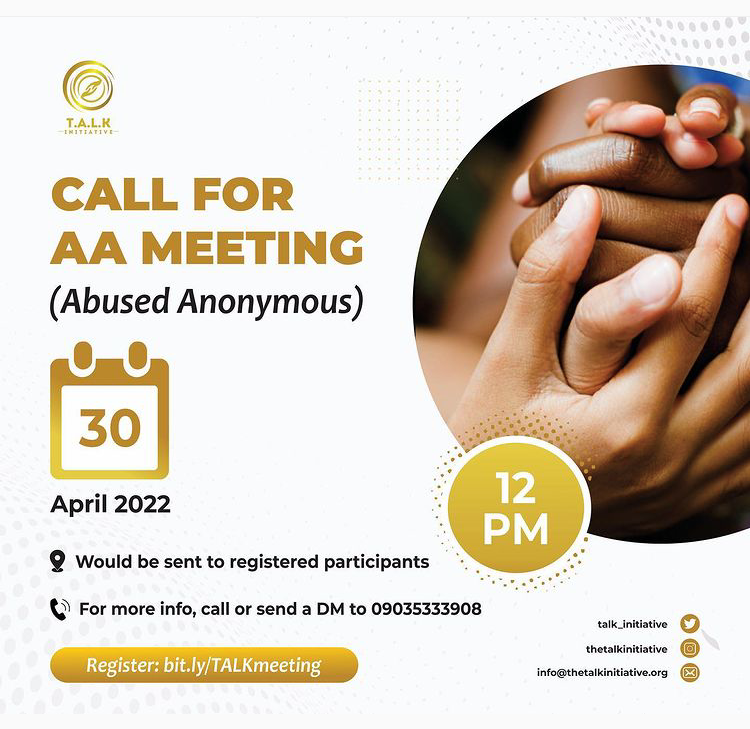 T.A.L.K
INITIATIVE
CALL FOR
AA MEETING
(Abused Anonymous)
30
April 2022
12
PM
Would be sent to registered participants
For more info, call or send a DM to 09035333908
Register: bit.ly/TALKmeeting
talk_initiative
thetalkinitiative
info@thetalkinitiative.org